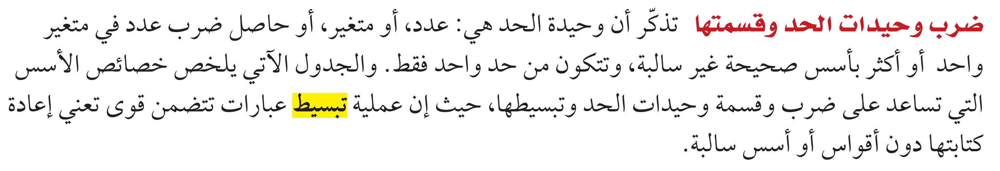 ضرب وحيدات الحد وقسمتها تذكّر أن وحيدة الحد هي: عدد، أو متغير، أو حاصل ضرب عدد في متغير
واحد أو أكثر بأسس صحيحة غير سالبة، وتتكون من حد واحد فقط. والجدول الآتي يلخص خصائص الأسس
التي تساعد على ضرب وقسمة وحيدات الحد وتبسيطها، حيث إن عملية تبسيط عبارات تتضمن قوى تعني إعادة
كتابتها دون أقواس أو أسس سالبة.